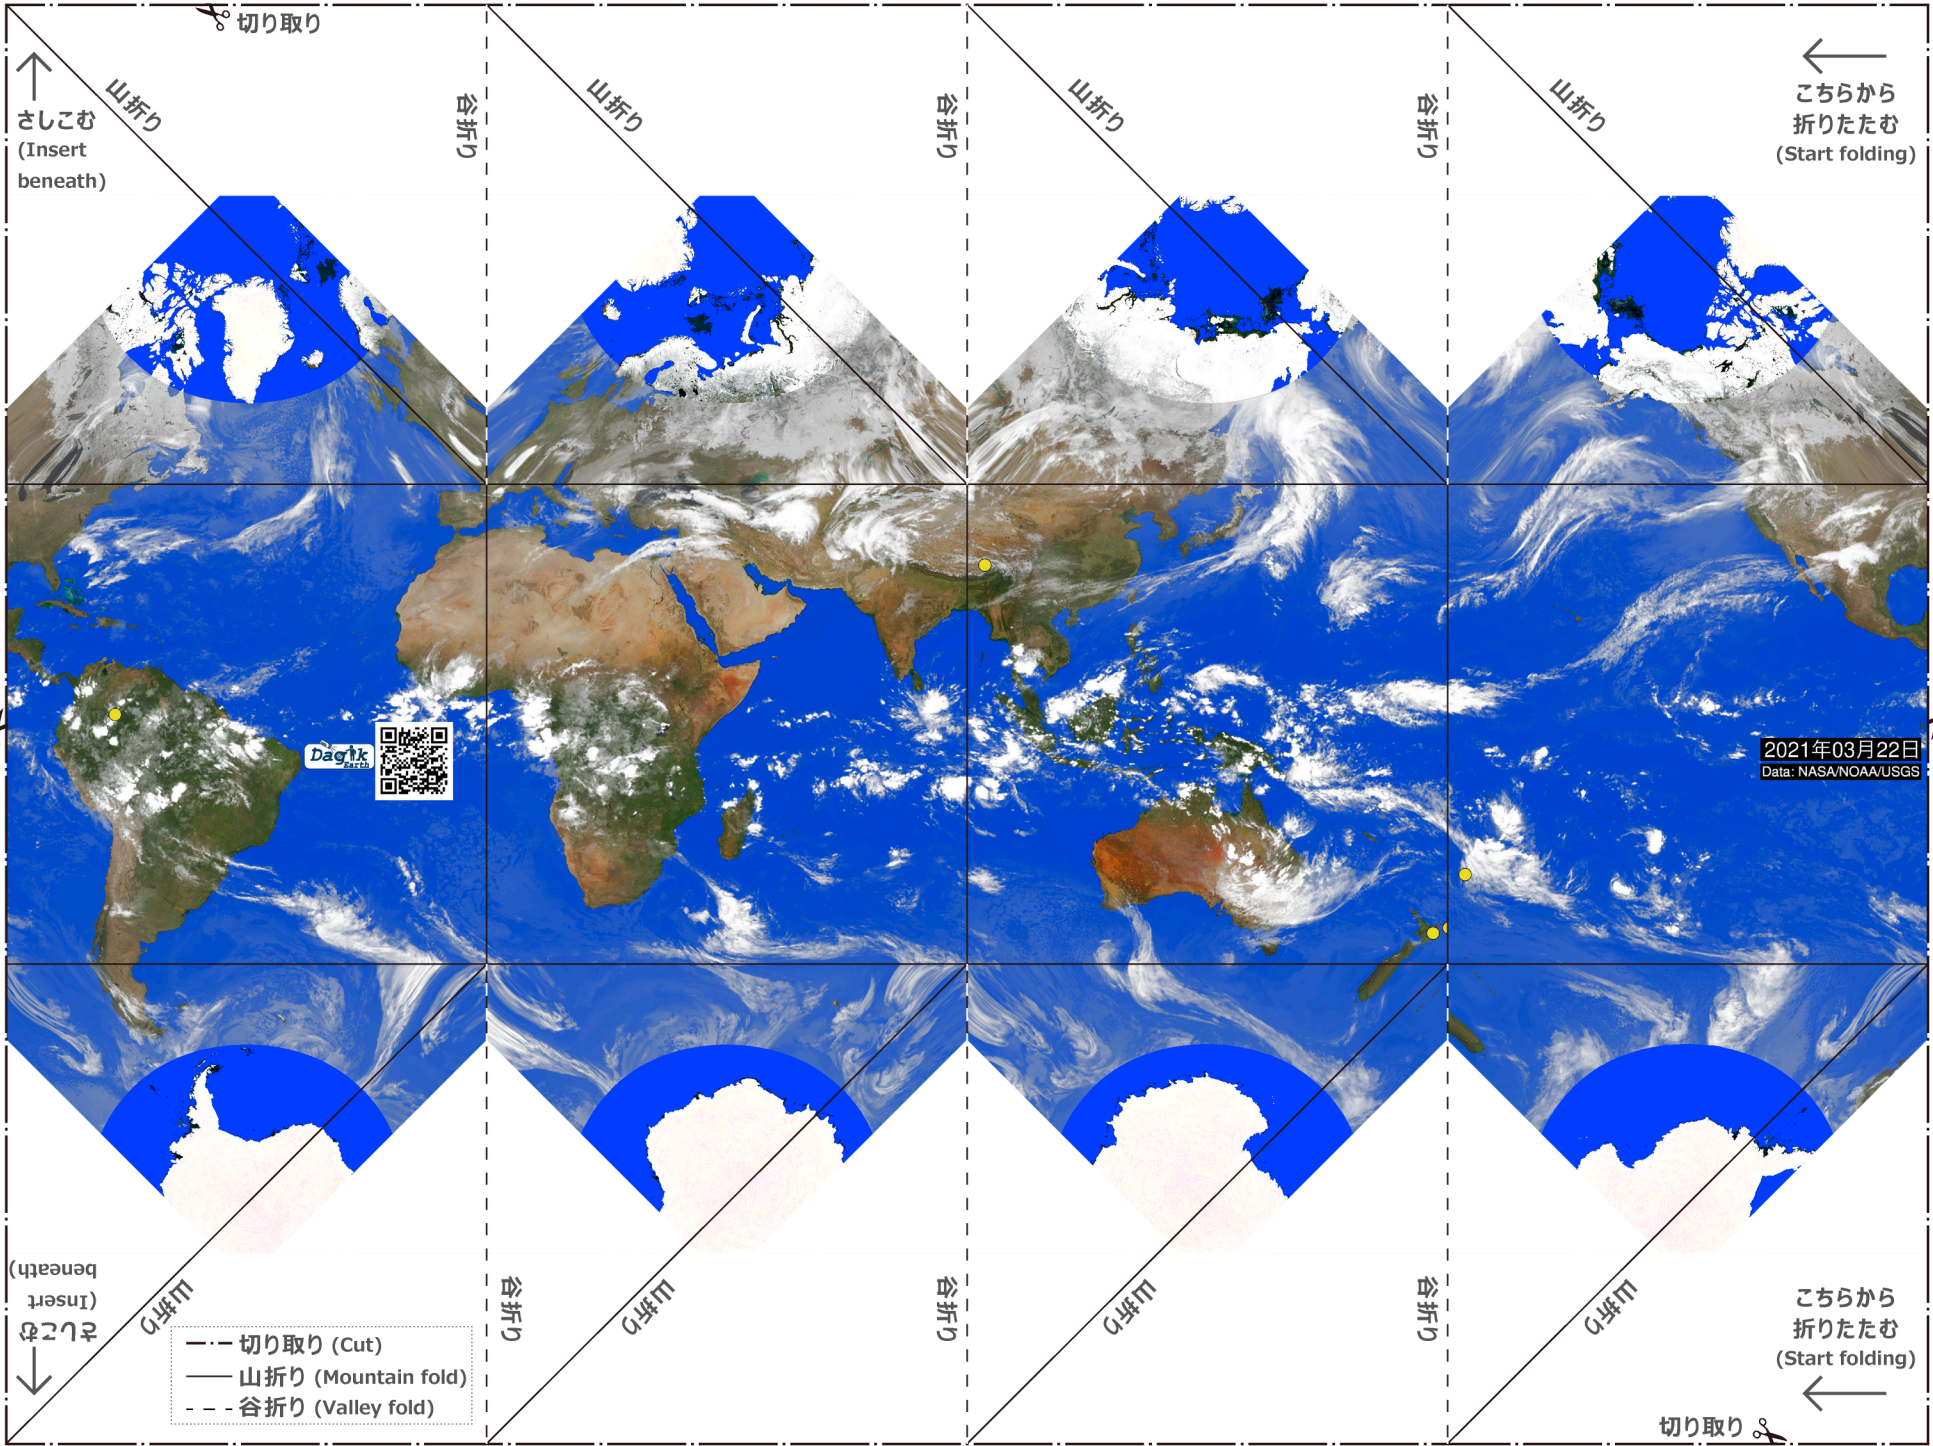 切り取り
山折り
谷折り
山折り
谷折り
山折り
谷折り
山折り
さしこむ
(Insert
beneath)
こちらから
折りたたむ
(Start folding)
Dagik
Earth
2021年03月22日
Data: NASA/NOAA/USGS
さしこむ
(Insert
beneath)
山折り
谷折り
山折り
谷折り
山折り
谷折り
山折り
こちらから
折りたたむ
(Start folding)
切り取り (Cut)
山折り (Mountain fold)
谷折り (Valley fold)
切り取り